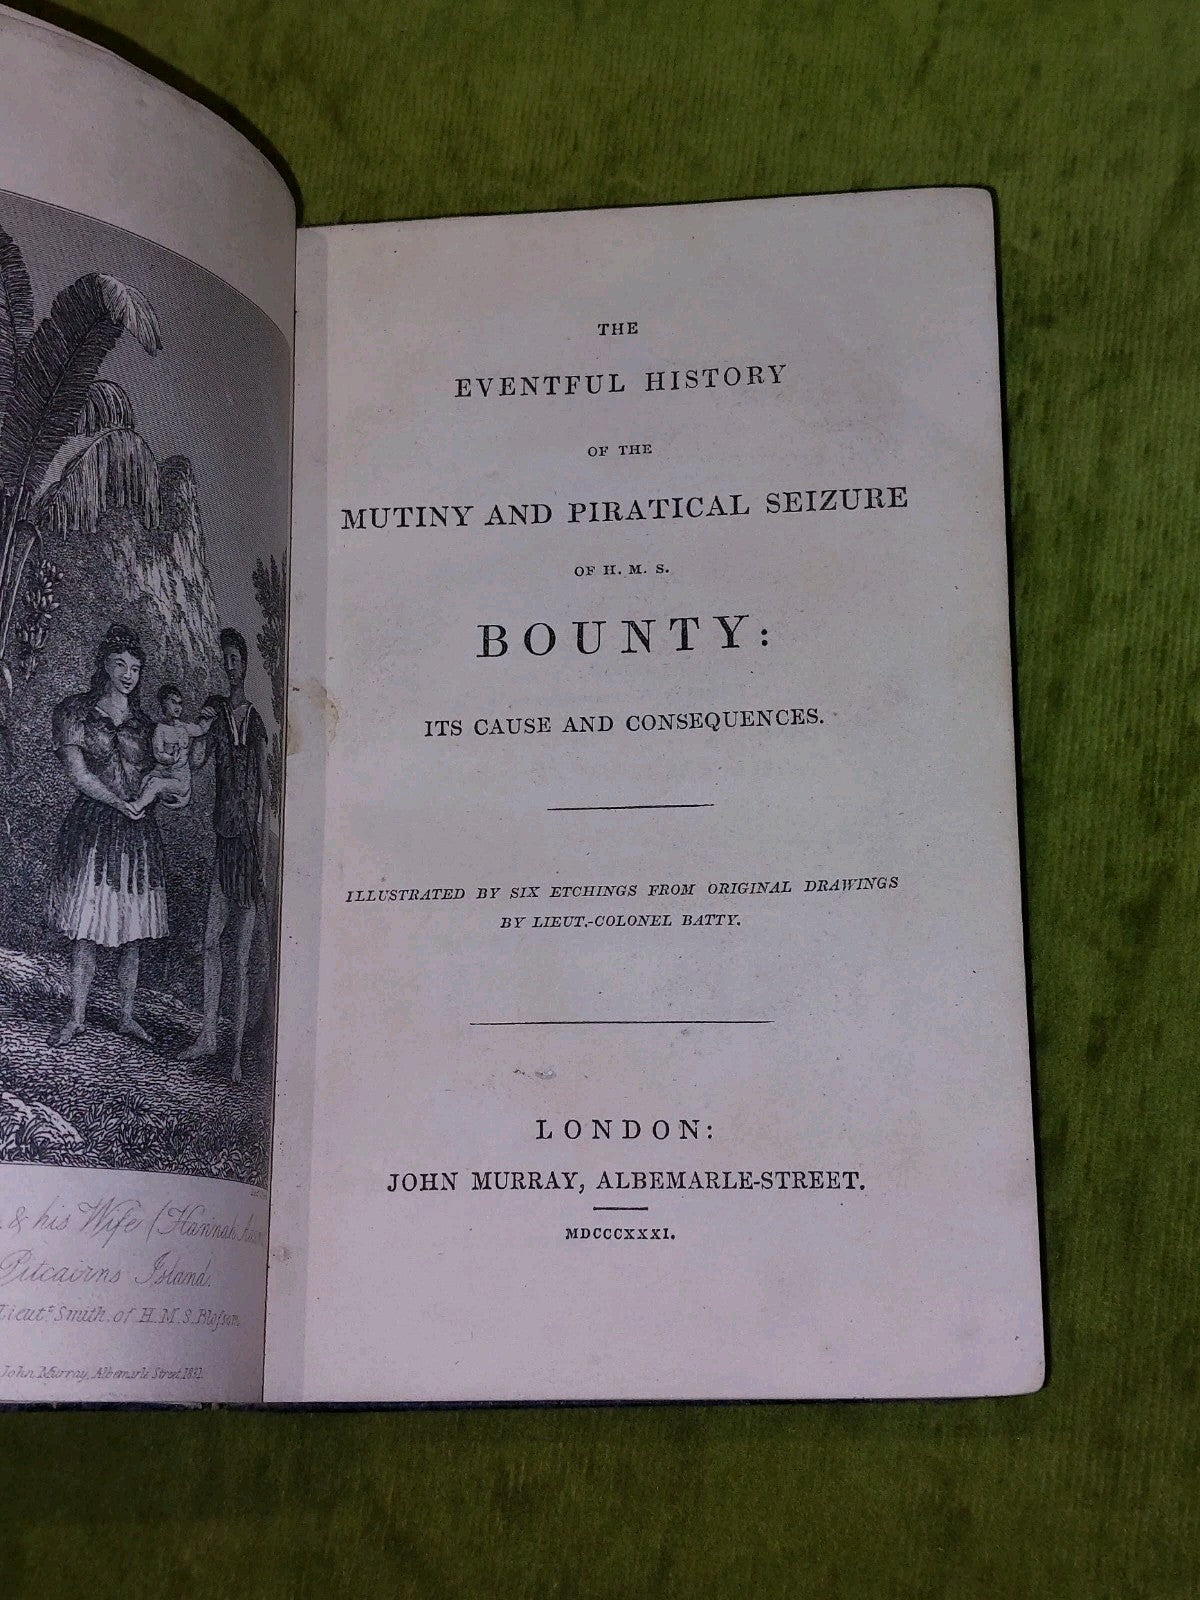 & his Wife (Hannah
Pitcairns Island.
Lieut.t Smith. of H.M.S. Blossom
John Murray, Albemarle Street, 1831.
THE
EVENTFUL HISTORY
OF THE
MUTINY AND PIRATICAL SEIZURE
OF H. M. S.
BOUNTY:
ITS CAUSE AND CONSEQUENCES.
ILLUSTRATED BY SIX ETCHINGS FROM ORIGINAL DRAWINGS
BY LIEUT.-COLONEL BATTY.
LONDON:
JOHN MURRAY, ALBEMARLE-STREET.
MDCCCXXXI.